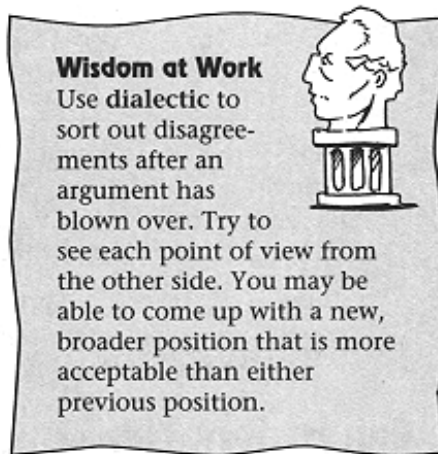 Wisdom at Work
Use dialectic to
sort out disagree-
ments after an
argument has
blown over. Try to
see each point of view from
the other side. You may be
able to come up with a new,
broader position that is more
acceptable than either
previous position.